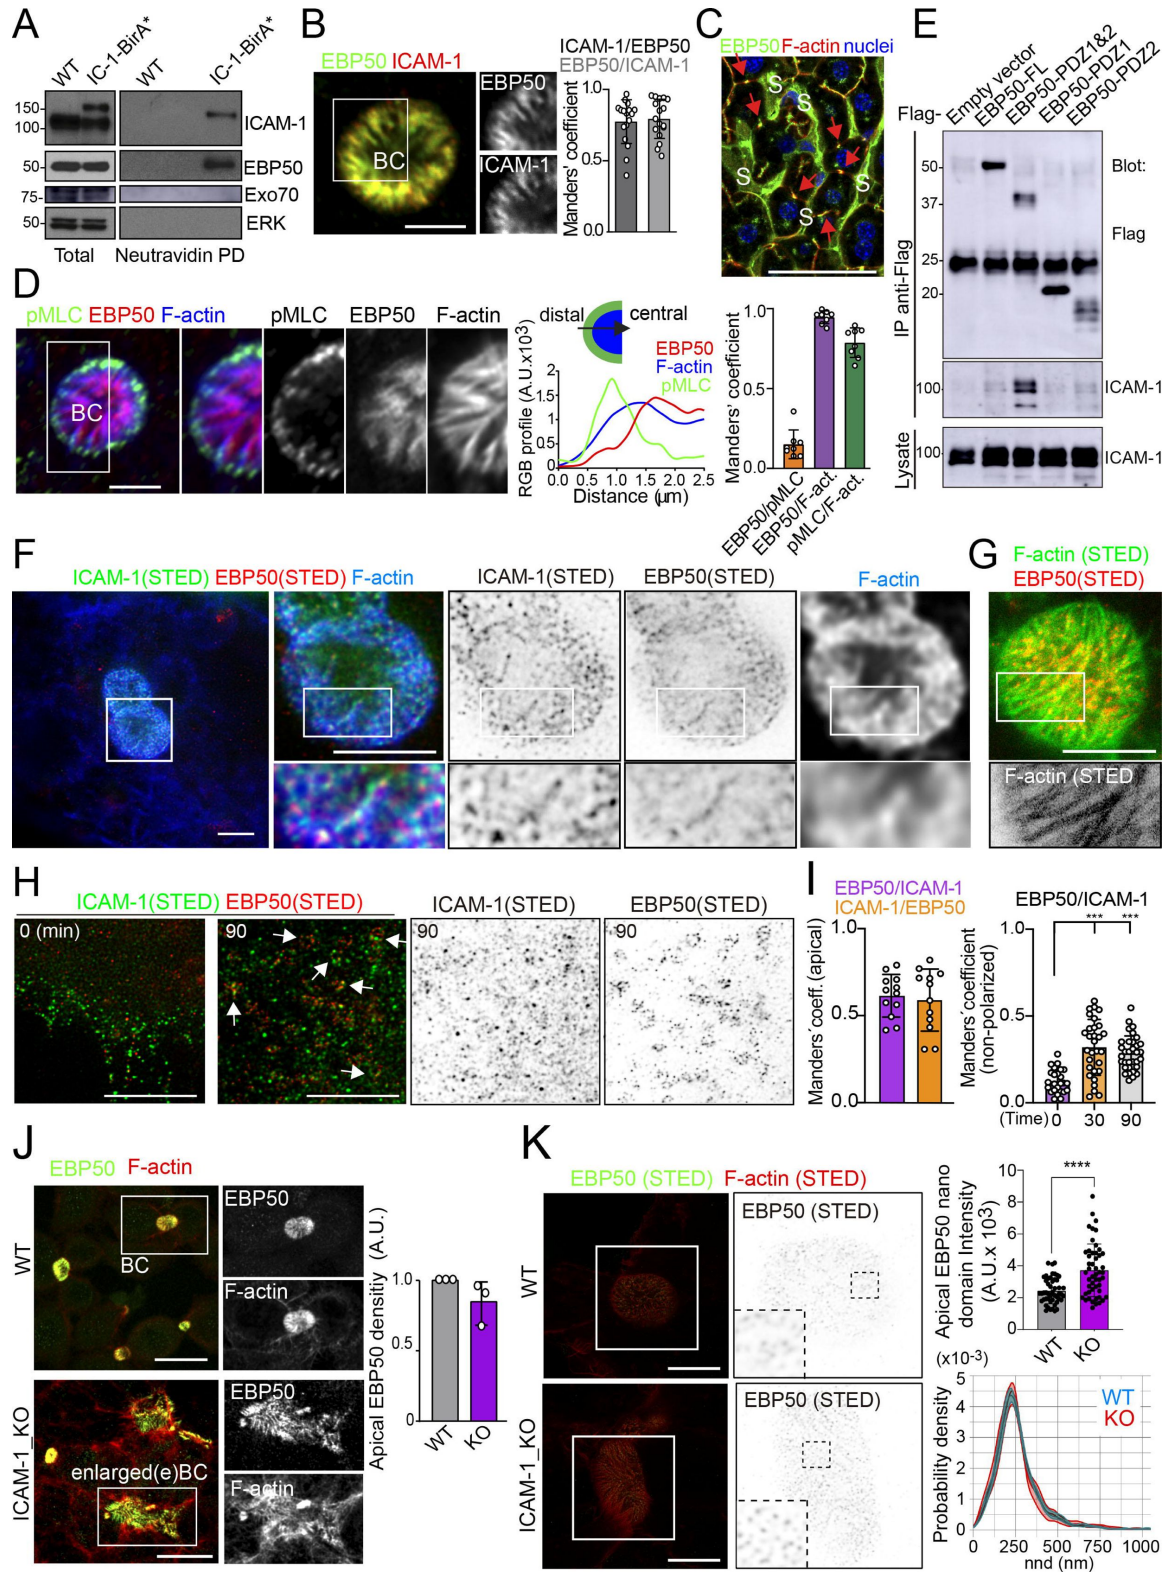 A
WT
IC-1-BirA*
WT
IC-1-BirA*
150
100
ICAM-1
50
EBP50
75
Exo70
50
ERK
Total
Neutravidin PD
B
EBP50 ICAM-1
BC
EBP50
ICAM-1
ICAM-1/EBP50
EBP50/ICAM-1
Manders' coefficient
1.0
0.5
0.0
C
EBP50 F-actin nuclei
S
S
S
S
S
D
pMLC EBP50 F-actin
BC
pMLC
EBP50
F-actin
distal
central
EBP50
F-actin
pMLC
RGB profile (A.U.x10³)
2
1.5
1
0.5
0
0.0 0.5 1.0 1.5 2.0 2.5
Distance (µm)
Manders' coefficient
1.0
0.5
0.0
EBP50/pMLC
EBP50/F-act.
pMLC/F-act.
E
Flag-
Empty vector
EBP50-FL
EBP50-PDZ1&2
EBP50-PDZ1
EBP50-PDZ2
IP anti-Flag
50
37
25
20
Blot:
Flag
100
ICAM-1
Lysate
100
ICAM-1
F
ICAM-1(STED) EBP50(STED) F-actin
ICAM-1(STED)
EBP50(STED)
F-actin
G
F-actin (STED)
EBP50(STED)
F-actin (STED
H
ICAM-1(STED) EBP50(STED)
0 (min)
90
ICAM-1(STED)
90
EBP50(STED)
90
I
EBP50/ICAM-1
ICAM-1/EBP50
Manders' coeff. (apical)
1.0
0.5
0.0
EBP50/ICAM-1
*** ***
Manders' coefficient
(non-polarized)
1.0
0.5
0.0
(Time) 0 30 90
J
EBP50 F-actin
WT
BC
EBP50
F-actin
ICAM-1_KO
enlarged(e)BC
EBP50
F-actin
Apical EBP50 density (A.U.)
1.0
0.5
0
WT
KO
K
EBP50 (STED) F-actin (STED)
WT
EBP50 (STED)
ICAM-1_KO
EBP50 (STED)
Apical EBP50 nano
domain Intensity
(A.U.x 10³)
10
8
6
4
2
0
****
WT
KO
(x10-³)
Probability density
5
4
4
3
2
1
0
WT
KO
0 250 500 750 1000
nnd (nm)